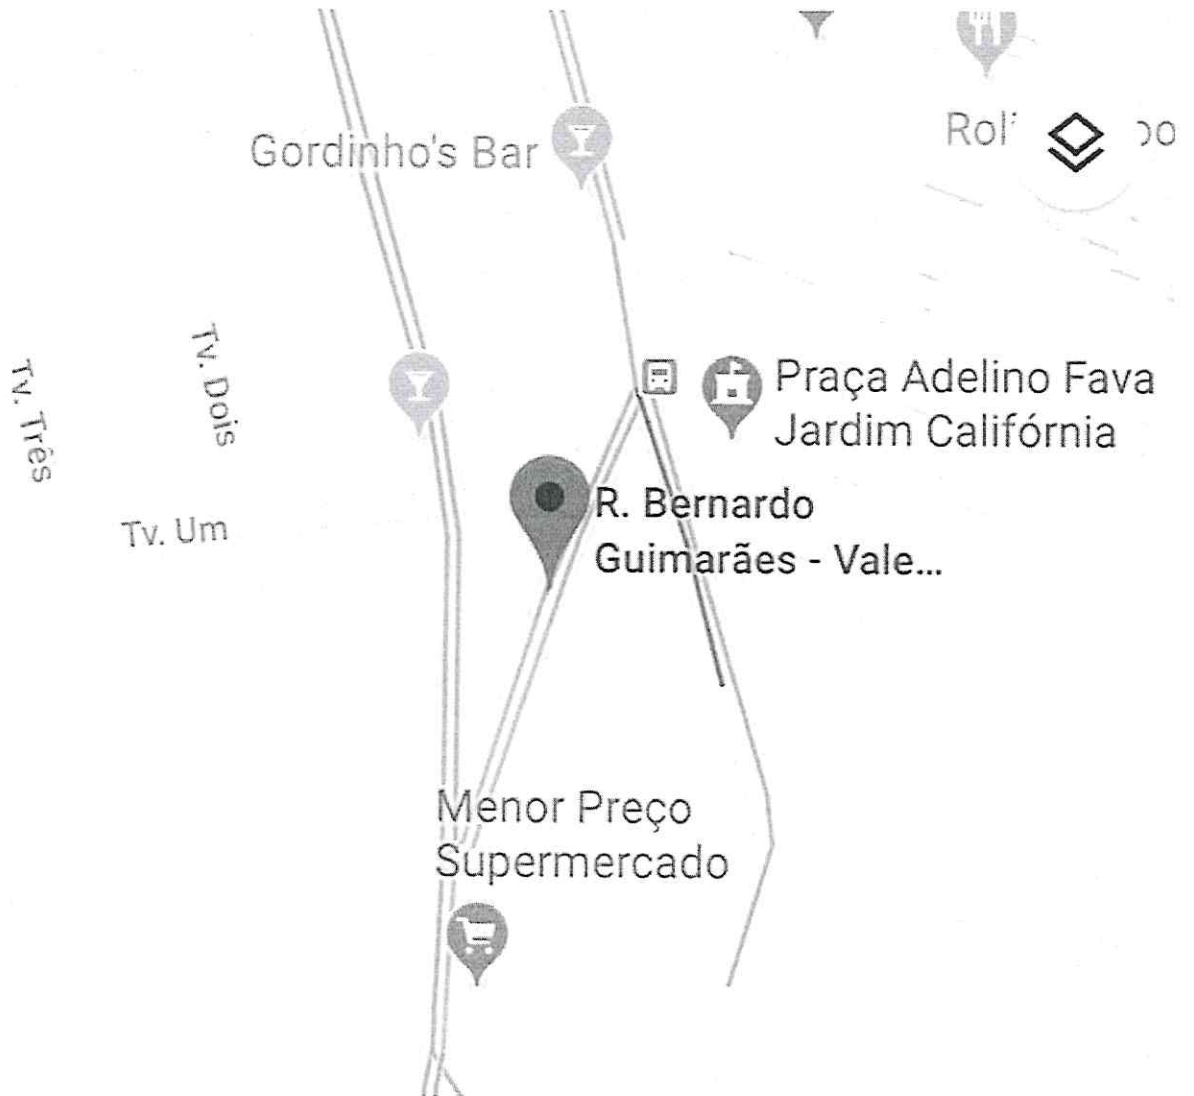 Gordinho's Bar
Tv. Dois
Tv. Três
Praça Adelino Fava
Jardim Califórnia
R. Bernardo
Guimarães - Vale...
Tv. Um
Menor Preço
Supermercado